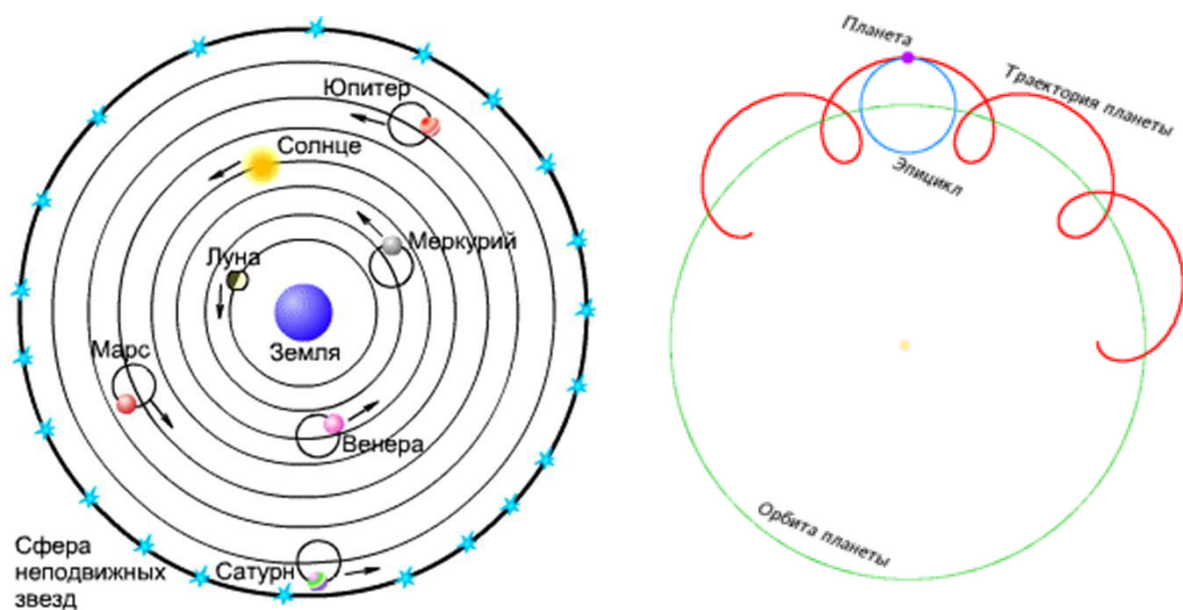 Юпитер
Солнце
Меркурий
Луна
Земля
Марс
Венера
Сатурн
Сфера
неподвижных
звезд
Планета
Траектория планеты
Эпицикл
Орбита планеты